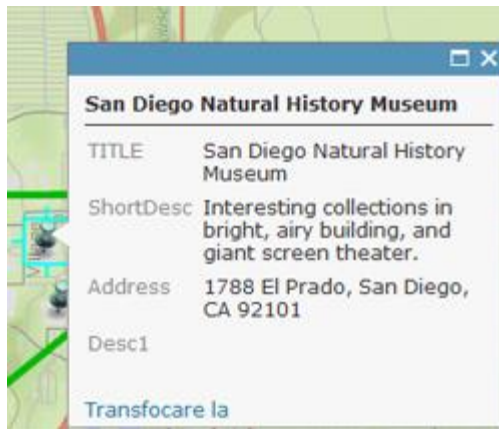 San Diego Natural History Museum
TITLE San Diego Natural History
Museum
ShortDesc Interesting collections in
bright, airy building, and
giant screen theater.
Address 1788 El Prado, San Diego,
CA 92101
Desc1
Transfocare la